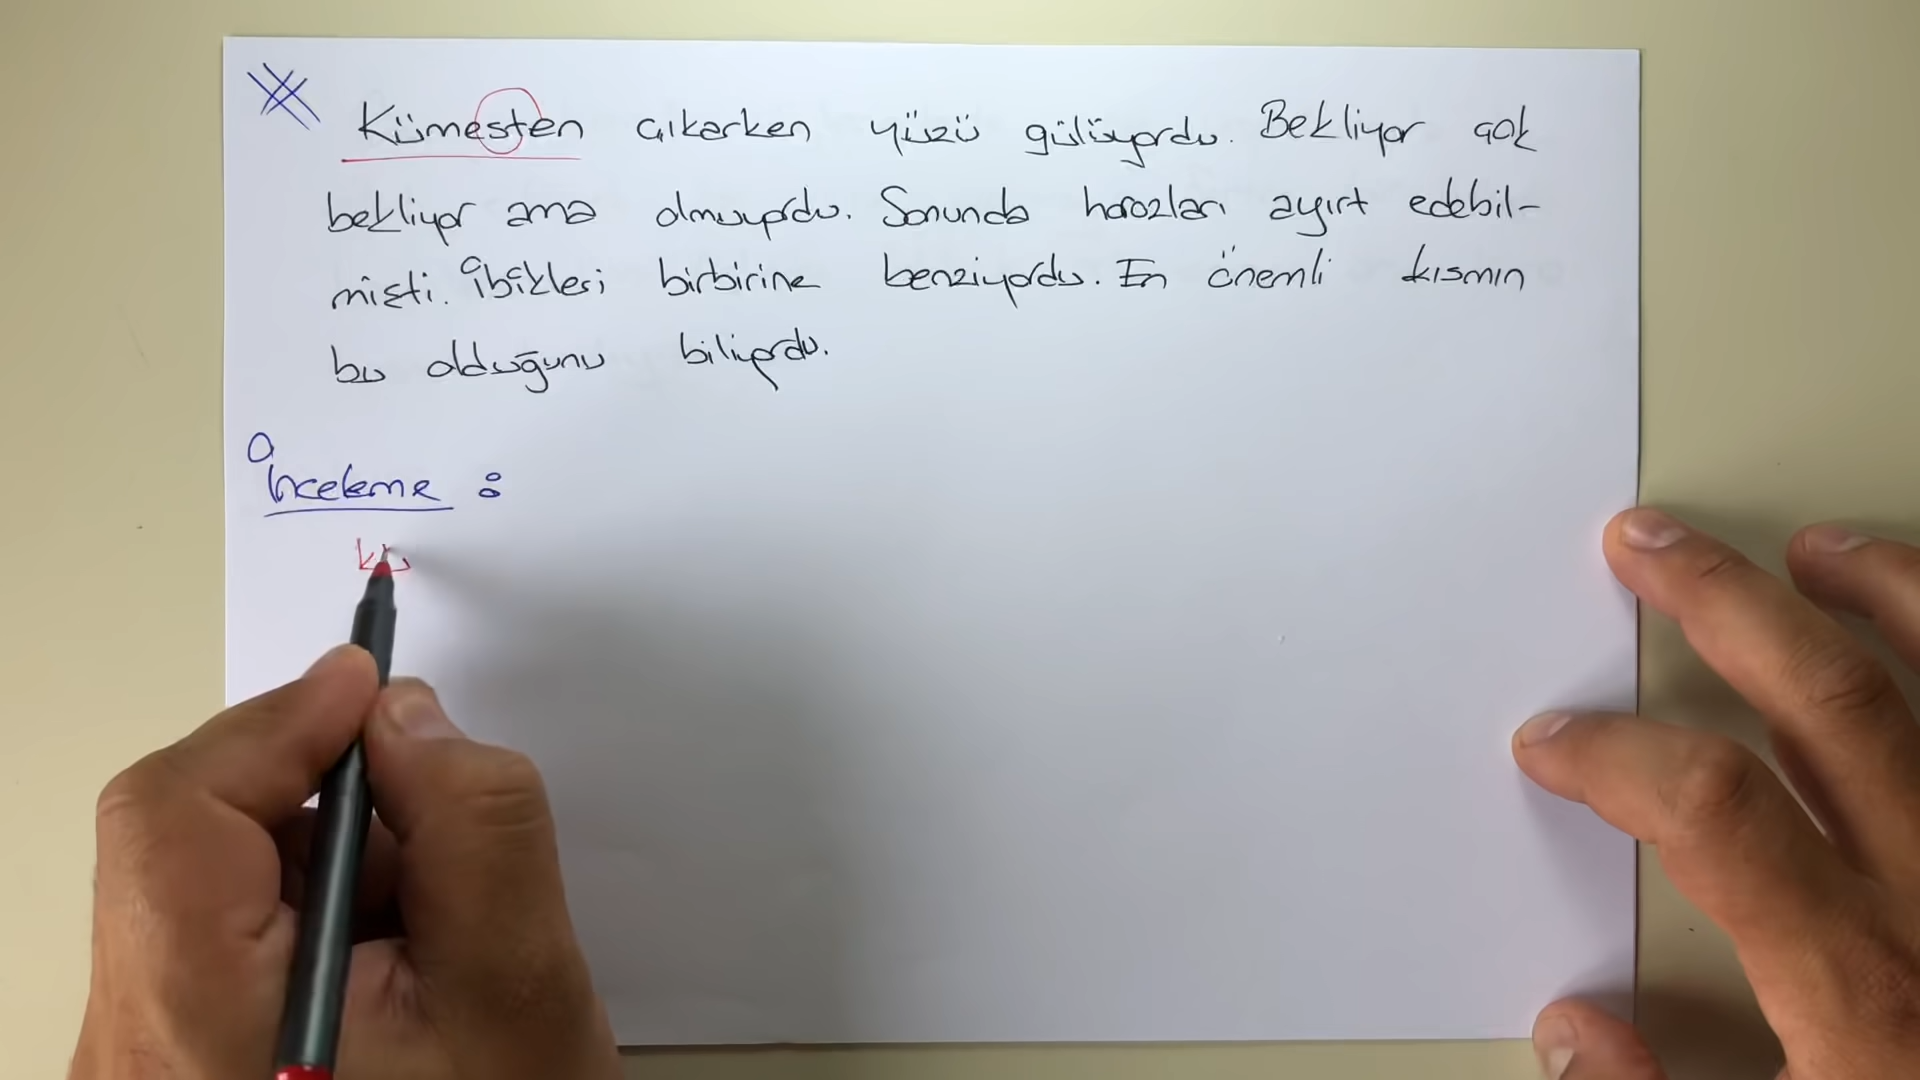 Kümesten çıkarken yüzü gülüyordu. Bekliyor çok
bekliyor ama olmuyordu. Sonunda horozları ayırt edebil-
mişti. İbikleri birbirine benziyordu. En önemli kısmın
bu olduğunu biliyordu.
İnceleme :
kü